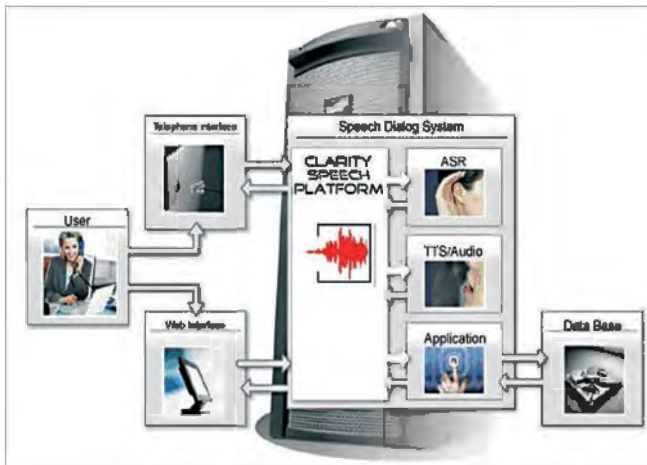 Telephone Interface
Speech Dialog System
CLARITY
SPEECH
PLATFORM
ASR
User
TTS/Audio
Web Interface
Application
Data Base